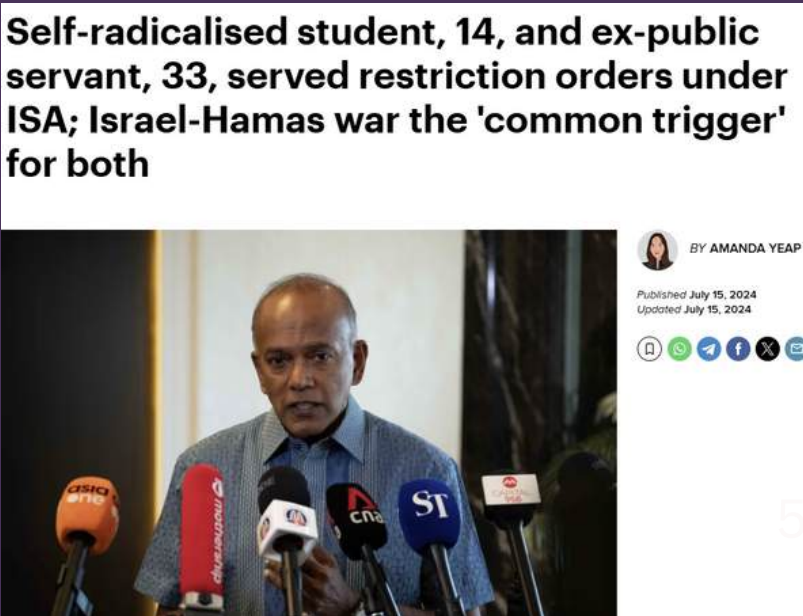 Self-radicalised student, 14, and ex-public
servant, 33, served restriction orders under
ISA; Israel-Hamas war the 'common trigger'
for both
BY AMANDA YEAP
Published July 15, 2024
Updated July 15, 2024
asia
one
mothership
cna
ST
CAPITAL
958
5